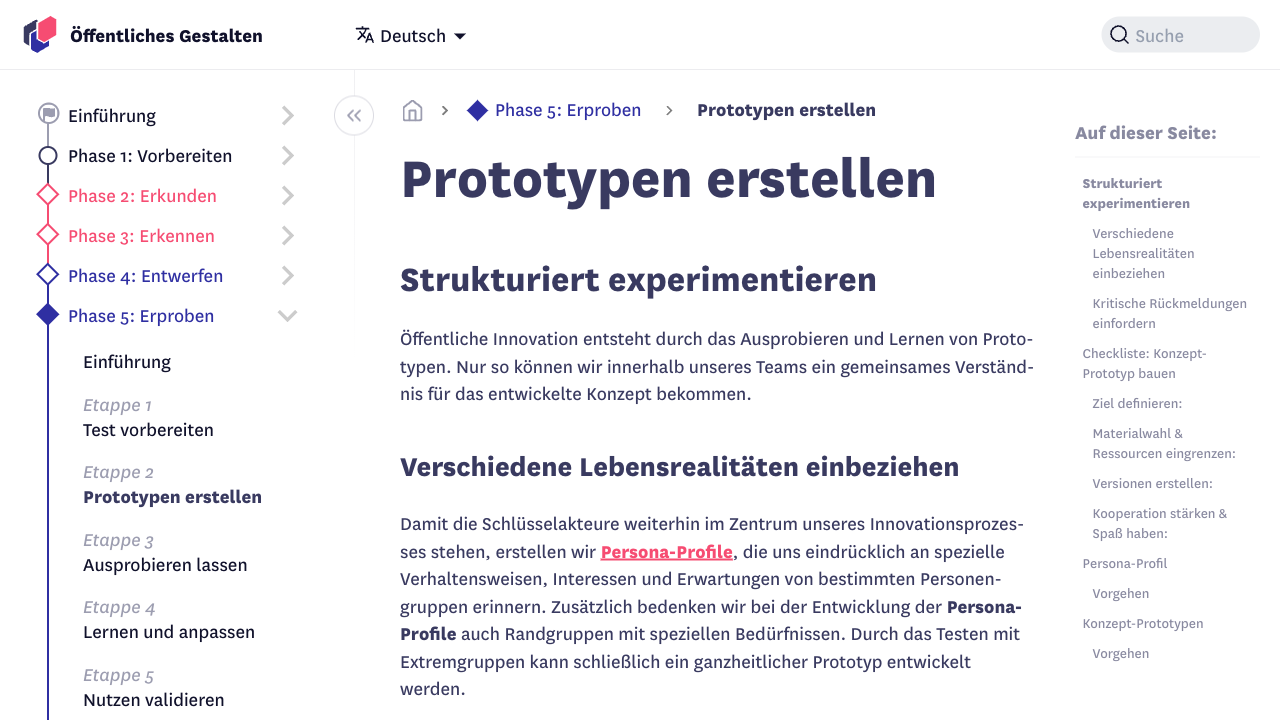 Öffentliches Gestalten
Deutsch
Suche
Einführung
Phase 1: Vorbereiten
Phase 2: Erkunden
Phase 3: Erkennen
Phase 4: Entwerfen
Phase 5: Erproben
Einführung
Etappe 1
Test vorbereiten
Etappe 2
Prototypen erstellen
Etappe 3
Ausprobieren lassen
Etappe 4
Lernen und anpassen
Etappe 5
Nutzen validieren
Phase 5: Erproben
Prototypen erstellen
Prototypen erstellen
Strukturiert experimentieren
Öffentliche Innovation entsteht durch das Ausprobieren und Lernen von Proto-
typen. Nur so können wir innerhalb unseres Teams ein gemeinsames Verständ-
nis für das entwickelte Konzept bekommen.
Verschiedene Lebensrealitäten einbeziehen
Damit die Schlüsselakteure weiterhin im Zentrum unseres Innovationsprozes-
ses stehen, erstellen wir Persona-Profile, die uns eindrücklich an spezielle
Verhaltensweisen, Interessen und Erwartungen von bestimmten Personen-
gruppen erinnern. Zusätzlich bedenken wir bei der Entwicklung der Persona-
Profile auch Randgruppen mit speziellen Bedürfnissen. Durch das Testen mit
Extremgruppen kann schließlich ein ganzheitlicher Prototyp entwickelt
werden.
Auf dieser Seite:
Strukturiert
experimentieren
Verschiedene
Lebensrealitäten
einbeziehen
Kritische Rückmeldungen
einfordern
Checkliste: Konzept-
Prototyp bauen
Ziel definieren:
Materialwahl &
Ressourcen eingrenzen:
Versionen erstellen:
Kooperation stärken &
Spaß haben:
Persona-Profil
Vorgehen
Konzept-Prototypen
Vorgehen